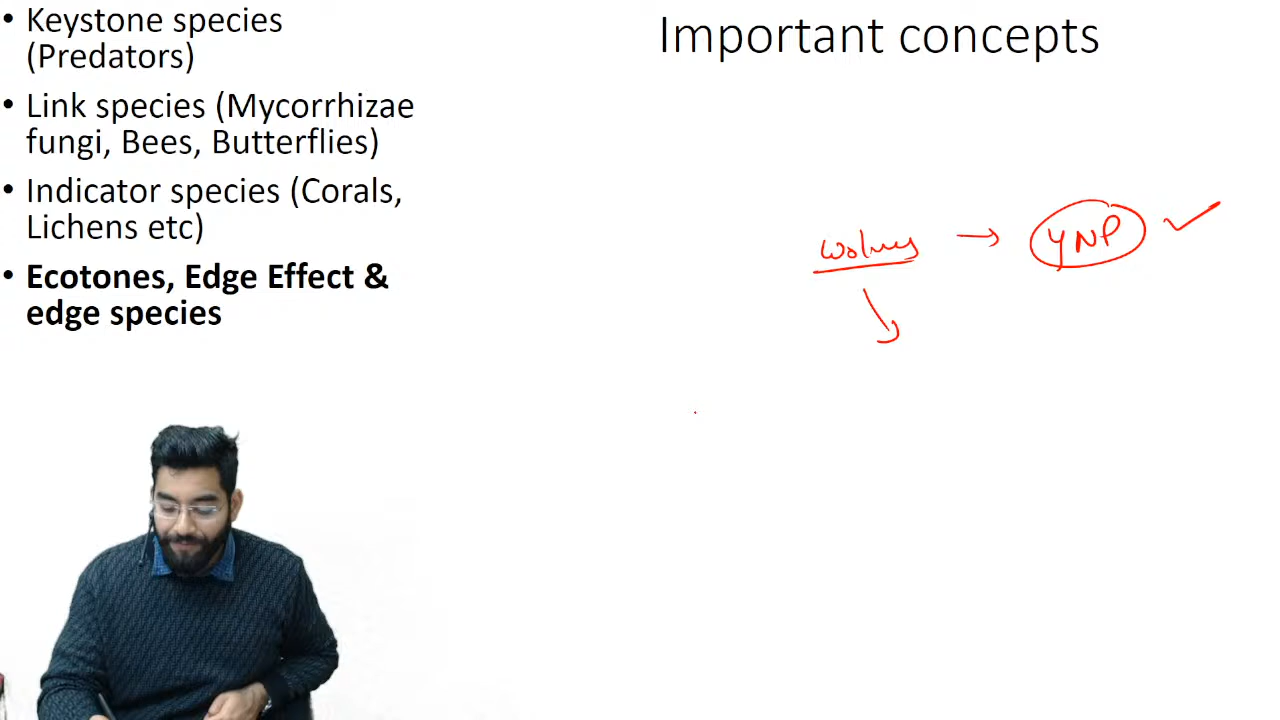 Important concepts
• Keystone species
(Predators)
• Link species (Mycorrhizae
fungi, Bees, Butterflies)
• Indicator species (Corals,
Lichens etc)
• Ecotones, Edge Effect &
edge species
wolves → YNP ✓